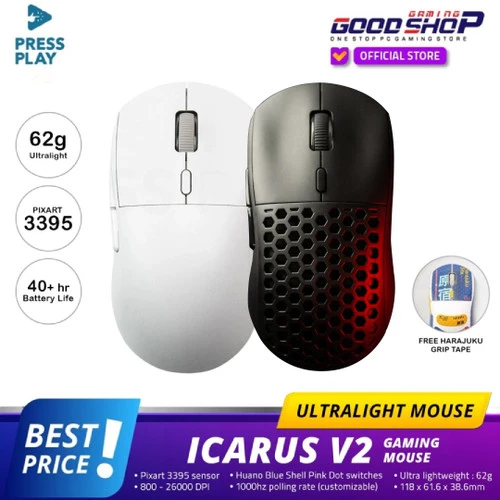 PRESS
PLAY
GAMING
GOODSHOP
ONE STOP PC GAMING STORE
OFFICIAL STORE
62g
Ultralight
PIXART
3395
40+ hr
Battery Life
FREE HARAJUKU
GRIP TAPE
ULTRALIGHT MOUSE
BEST
PRICE!
ICARUS V2 GAMING
MOUSE
• Pixart 3395 sensor • Huano Blue Shell Pink Dot switches • Ultra lightweight : 62g
• 800 - 26000 DPI • 1000hz polling rate (customizable) • 118 x 61.6 x 38.6mm